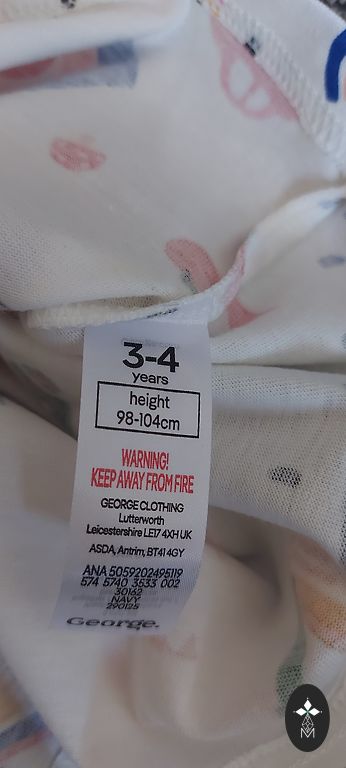 3-4
years
height
98-104cm
WARNING!
KEEP AWAY FROM FIRE
GEORGE CLOTHING
Lutterworth
Leicestershire LE17 4XH UK
ASDA, Antrim, BT41 4GY
ANA 5059202495119
574 5740 3533 002
30162
NAVY
290125
George.